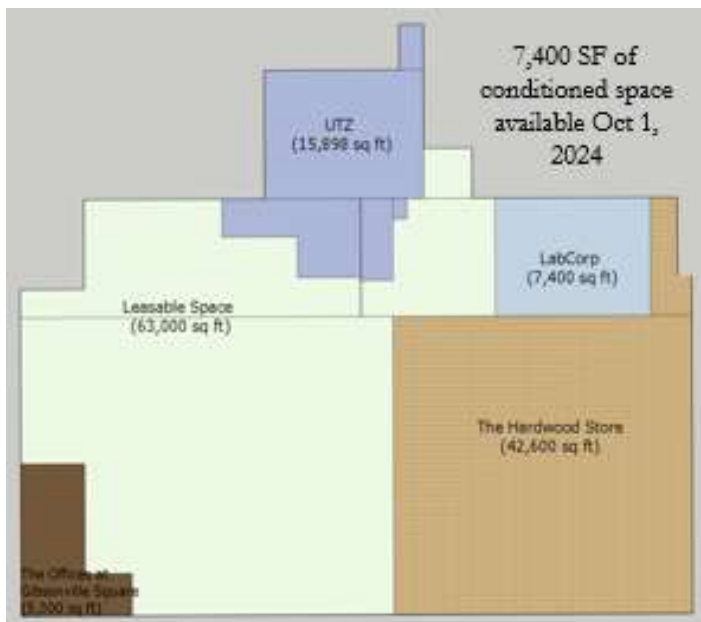 7,400 SF of
conditioned space
available Oct 1,
2024
UTZ
(15,898 sq ft)
LabCorp
(7,400 sq ft)
Leasable Space
(63,000 sq ft)
The Hardwood Store
(42,600 sq ft)
The Offices at
Gibsonville Square
sq ft)